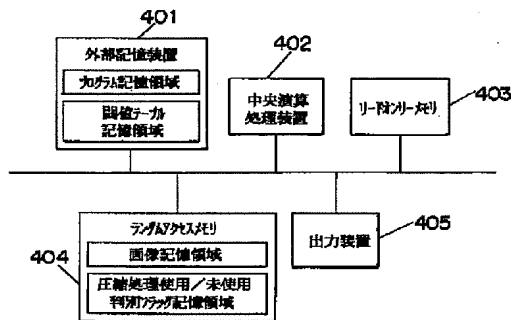 401
外部記憶装置
プログラム記憶領域
閾値テーブル
記憶領域
402
中央演算
処理装置
リードオンリーメモリ
403
404
ランダムアクセスメモリ
画像記憶領域
圧縮処理使用/未使用
判別フラッグ記憶領域
出力装置
405